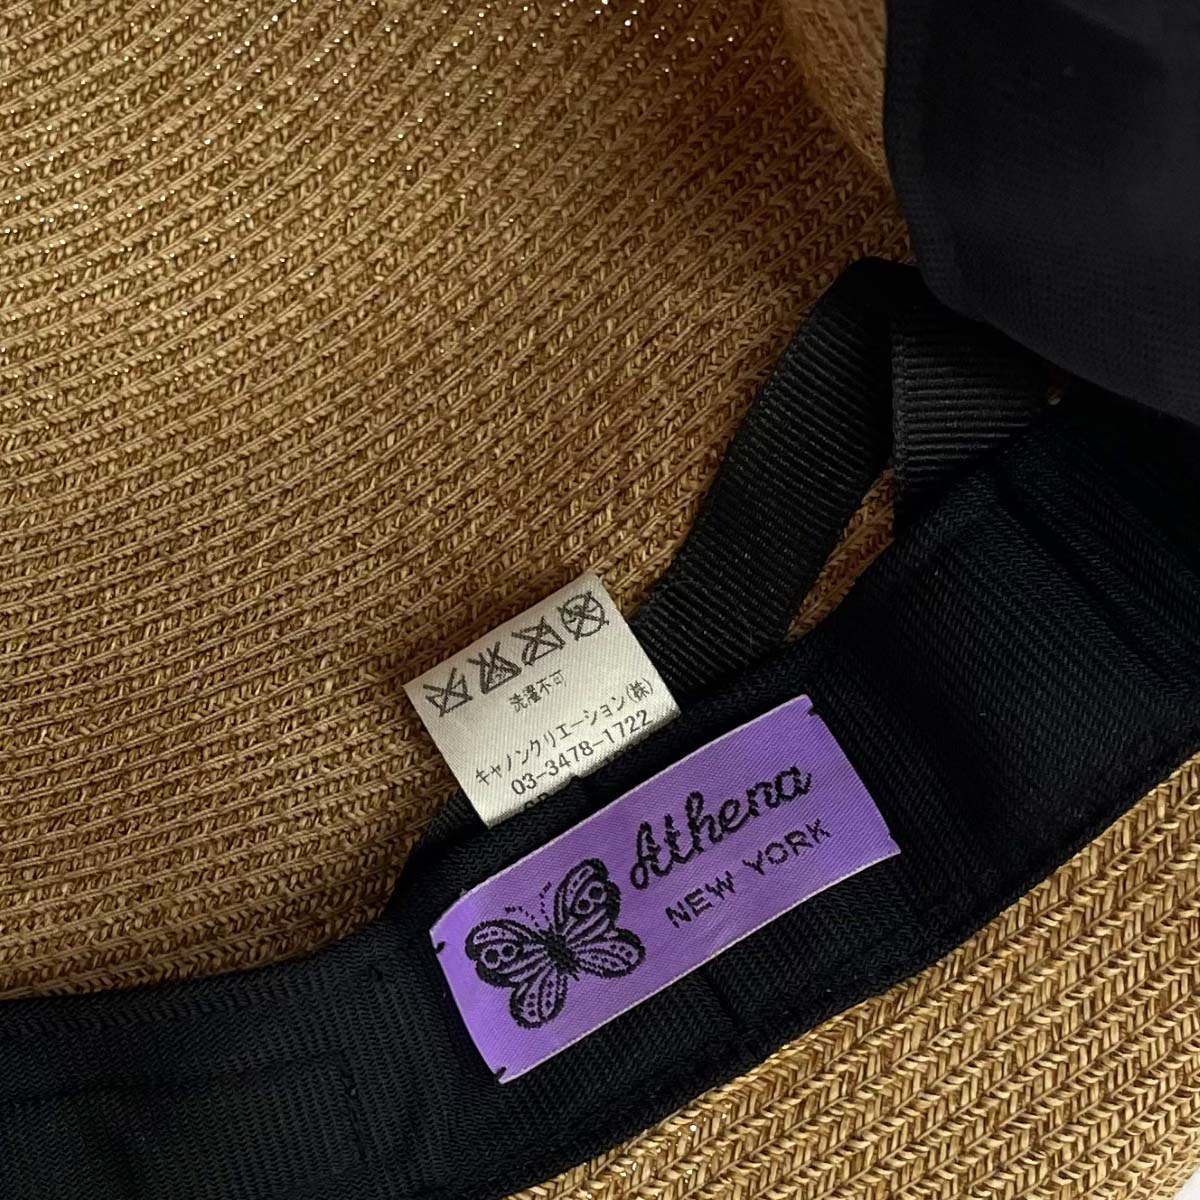 洗濯不可
キャノンクリエーション(株)
03-3478-1722
Athena
NEW YORK